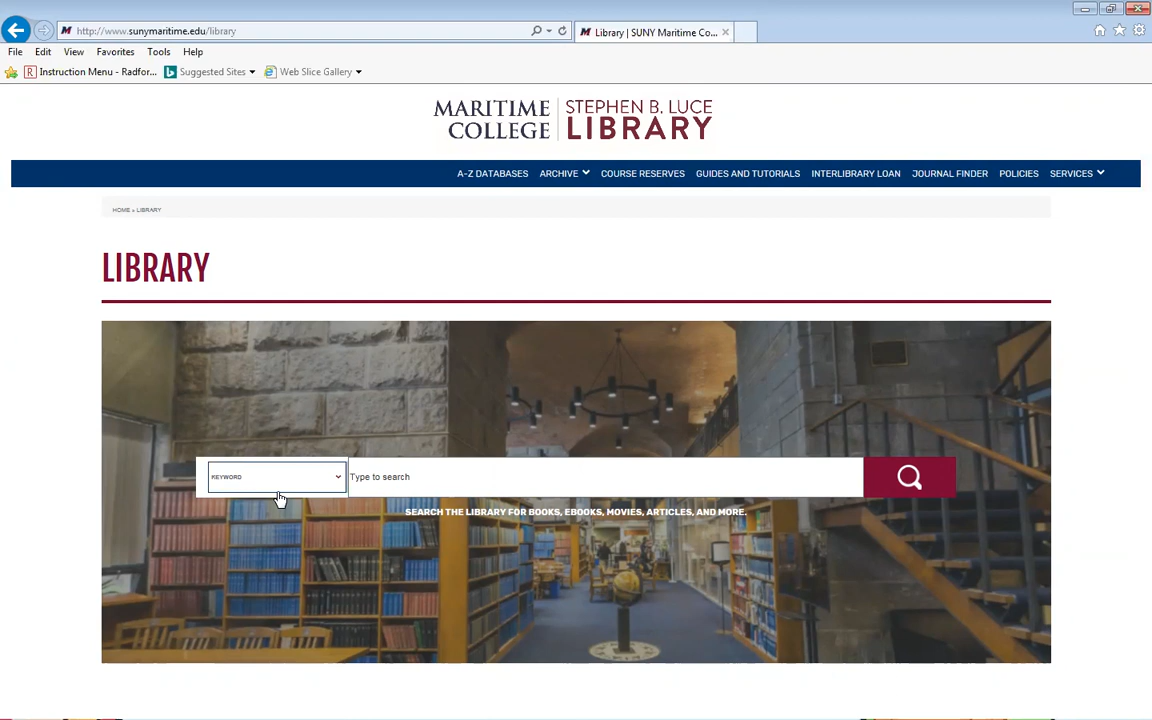 http://www.sunymaritime.edu/library
Library | SUNY Maritime Co...
File Edit View Favorites Tools Help
Instruction Menu - Radfor... Suggested Sites Web Slice Gallery
MARITIME COLLEGE
STEPHEN B. LUCE LIBRARY
A-Z DATABASES ARCHIVE COURSE RESERVES GUIDES AND TUTORIALS INTERLIBRARY LOAN JOURNAL FINDER POLICIES SERVICES
HOME » LIBRARY
LIBRARY
KEYWORD Type to search
SEARCH THE LIBRARY FOR BOOKS, EBOOKS, MOVIES, ARTICLES, AND MORE.